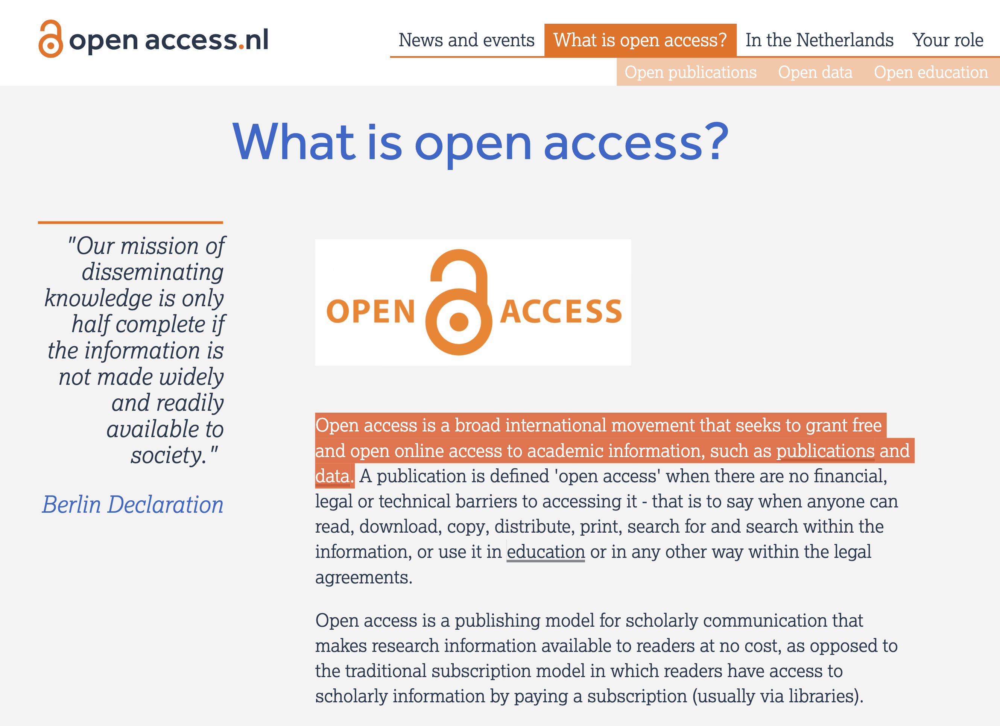 open access.nl
News and events What is open access? In the Netherlands Your role
Open publications Open data Open education
What is open access?
"Our mission of
disseminating
knowledge is only
half complete if
the information is
not made widely
and readily
available to
society."
Berlin Declaration
OPEN ACCESS
Open access is a broad international movement that seeks to grant free
and open online access to academic information, such as publications and
data. A publication is defined 'open access' when there are no financial,
legal or technical barriers to accessing it - that is to say when anyone can
read, download, copy, distribute, print, search for and search within the
information, or use it in education or in any other way within the legal
agreements.
Open access is a publishing model for scholarly communication that
makes research information available to readers at no cost, as opposed to
the traditional subscription model in which readers have access to
scholarly information by paying a subscription (usually via libraries).